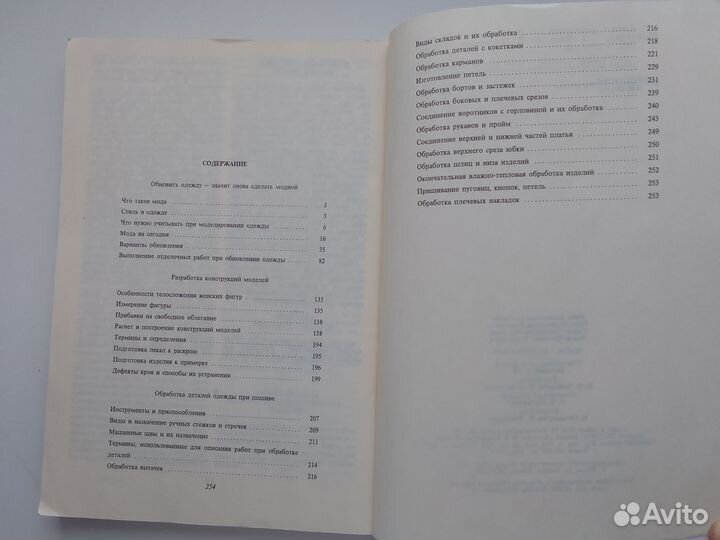 СОДЕРЖАНИЕ
Обновить одежду — значит снова сделать модной
Что такое мода 3
Стиль в одежде 3
Что нужно учитывать при моделировании одежды 6
Мода на сегодня 16
Варианты обновления 35
Выполнение отделочных работ при обновлении одежды 82
Разработка конструкций моделей
Особенности телосложения женских фигур 135
Измерение фигуры 135
Прибавки на свободное облегание 138
Расчет и построение конструкций моделей 138
Термины и определения 194
Подготовка лекал к раскрою 195
Подготовка изделия к примерке 196
Дефекты кроя и способы их устранения 199
Обработка деталей одежды при пошиве
Инструменты и приспособления 207
Виды и назначение ручных стежков и строчек 209
Машинные швы и их назначение 211
Термины, использованные для описания работ при обработке
деталей 214
Обработка вытачек 216
254
Виды складок и их обработка 216
Обработка деталей с кокетками 218
Обработка карманов 221
Изготовление петель 229
Обработка бортов и застежек 231
Обработка боковых и плечевых срезов 239
Соединение воротников с горловиной и их обработка 240
Обработка рукавов и пройм 243
Соединение верхней и нижней частей платья 249
Обработка верхнего среза юбки 250
Обработка шлиц и низа изделий 251
Окончательная влажно-тепловая обработка изделий 252
Пришивание пуговиц, кнопок, петель 253
Обработка плечевых накладок 253
Avito